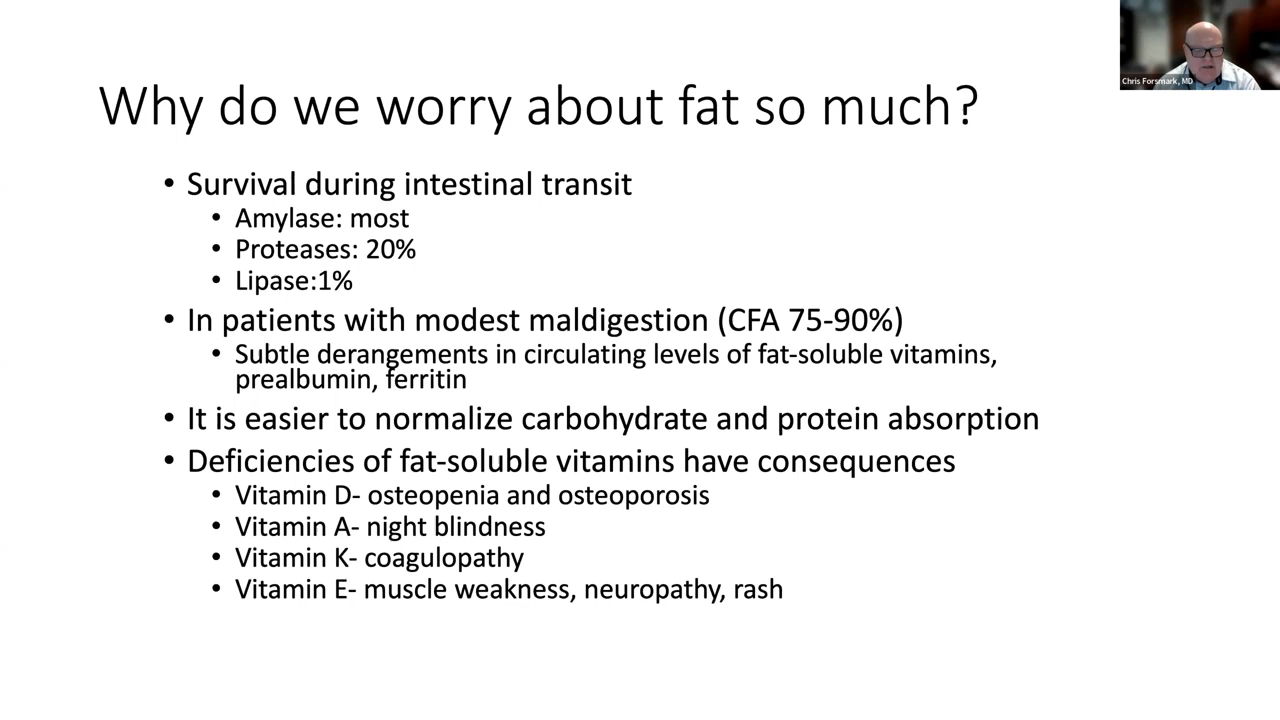 Chris Forsmark, MD
Why do we worry about fat so much?
• Survival during intestinal transit
• Amylase: most
• Proteases: 20%
• Lipase:1%
• In patients with modest maldigestion (CFA 75-90%)
• Subtle derangements in circulating levels of fat-soluble vitamins,
prealbumin, ferritin
• It is easier to normalize carbohydrate and protein absorption
• Deficiencies of fat-soluble vitamins have consequences
• Vitamin D- osteopenia and osteoporosis
• Vitamin A- night blindness
• Vitamin K- coagulopathy
• Vitamin E- muscle weakness, neuropathy, rash